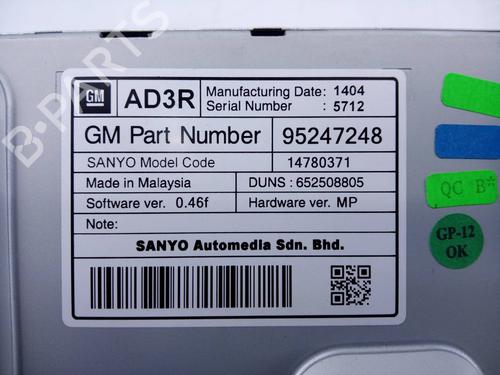 B-PARTS
GM AD3R Manufacturing Date: 1404
Serial Number : 5712
GM Part Number 95247248
SANYO Model Code 14780371
Made in Malaysia DUNS : 652508805
Software ver. 0.46f Hardware ver. MP
Note:
SANYO Automedia Sdn. Bhd.
QC B*
GP-12
OK